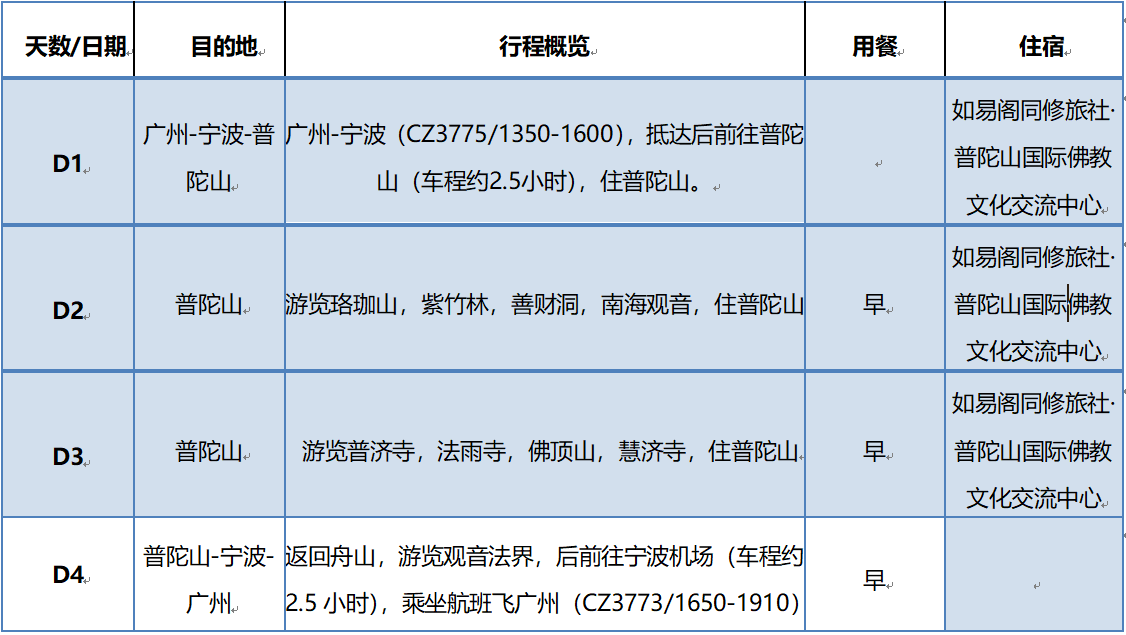 天数/日期
目的地
行程概览
用餐
住宿
D1
广州-宁波-普
陀山
广州-宁波（CZ3775/1350-1600），抵达后前往普陀
山（车程约2.5小时），住普陀山。
如易阁同修旅社·
普陀山国际佛教
文化交流中心
D2
普陀山
游览珞珈山，紫竹林，善财洞，南海观音，住普陀山
早
如易阁同修旅社·
普陀山国际佛教
文化交流中心
D3
普陀山
游览普济寺，法雨寺，佛顶山，慧济寺，住普陀山
早
如易阁同修旅社·
普陀山国际佛教
文化交流中心
D4
普陀山-宁波-
广州
返回舟山，游览观音法界，后前往宁波机场（车程约
2.5 小时），乘坐航班飞广州（CZ3773/1650-1910）
早